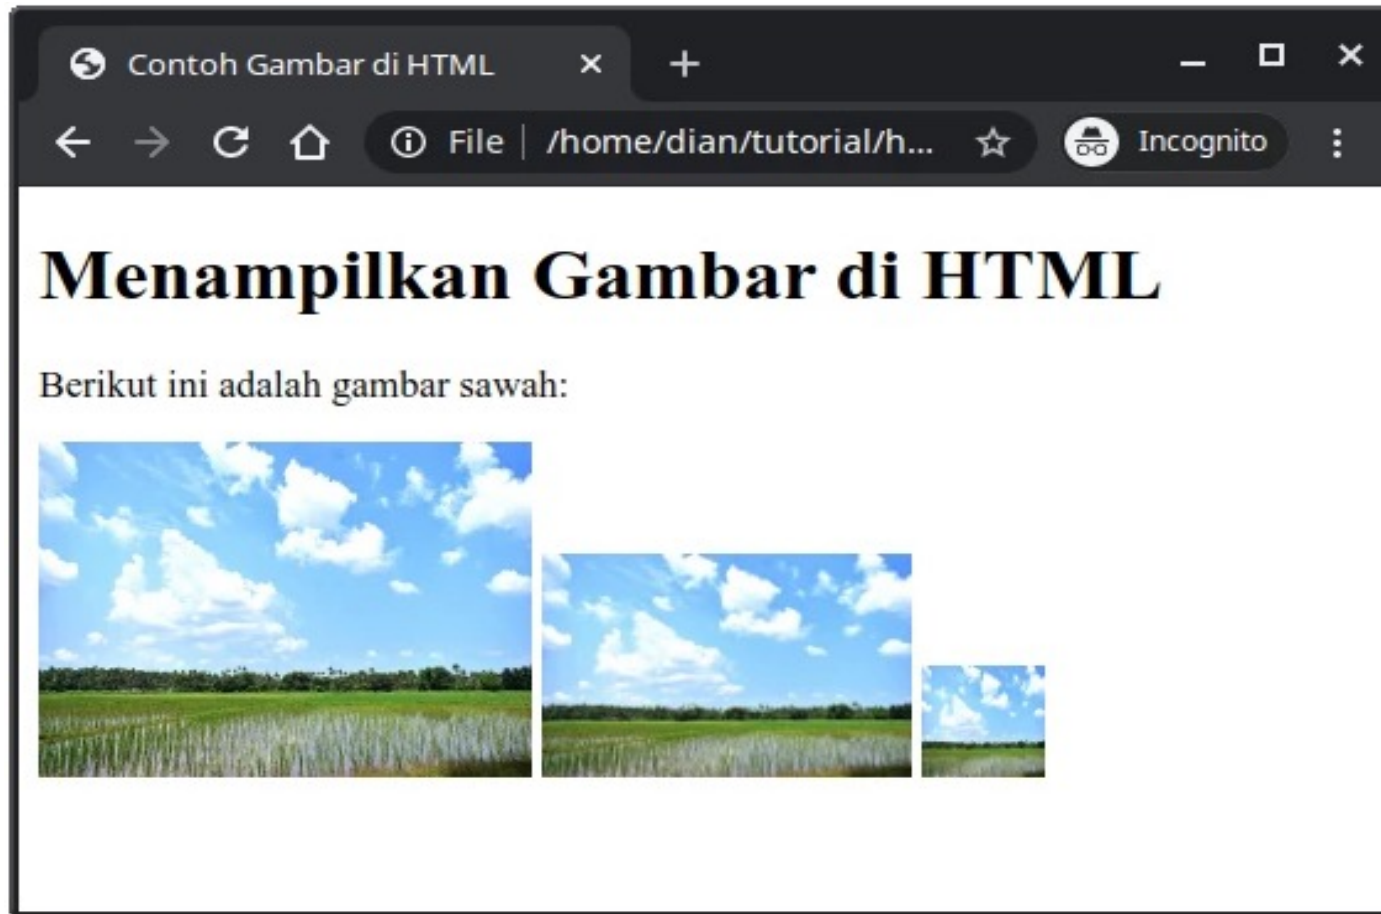 Contoh Gambar di HTML
File /home/dian/tutorial/h... Incognito
Menampilkan Gambar di HTML
Berikut ini adalah gambar sawah: